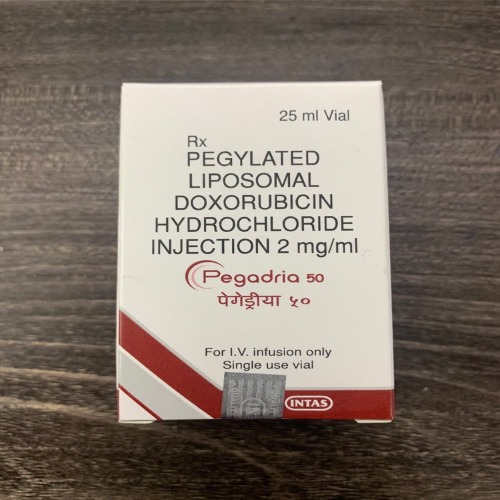 25 ml Vial
Rx
PEGYLATED
LIPOSOMAL
DOXORUBICIN
HYDROCHLORIDE
INJECTION 2 mg/ml
Pegadria 50
पेगेड्रीया ५०
For I.V. infusion only
Single use vial
INTAS